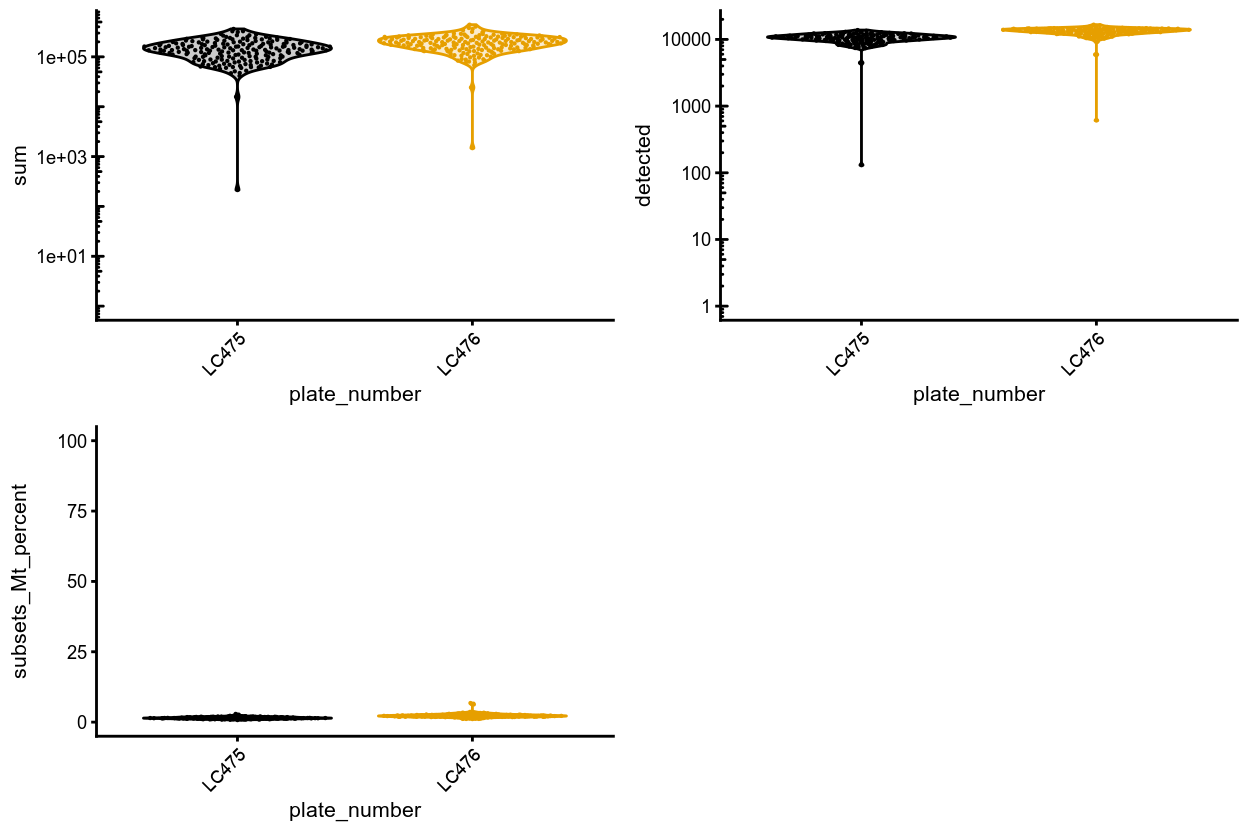 sum
1e+05
1e+03
1e+01
LC475
LC476
plate_number
detected
10000
1000
100
10
1
LC475
LC476
plate_number
subsets_Mt_percent
100
75
50
25
0
LC475
LC476
plate_number